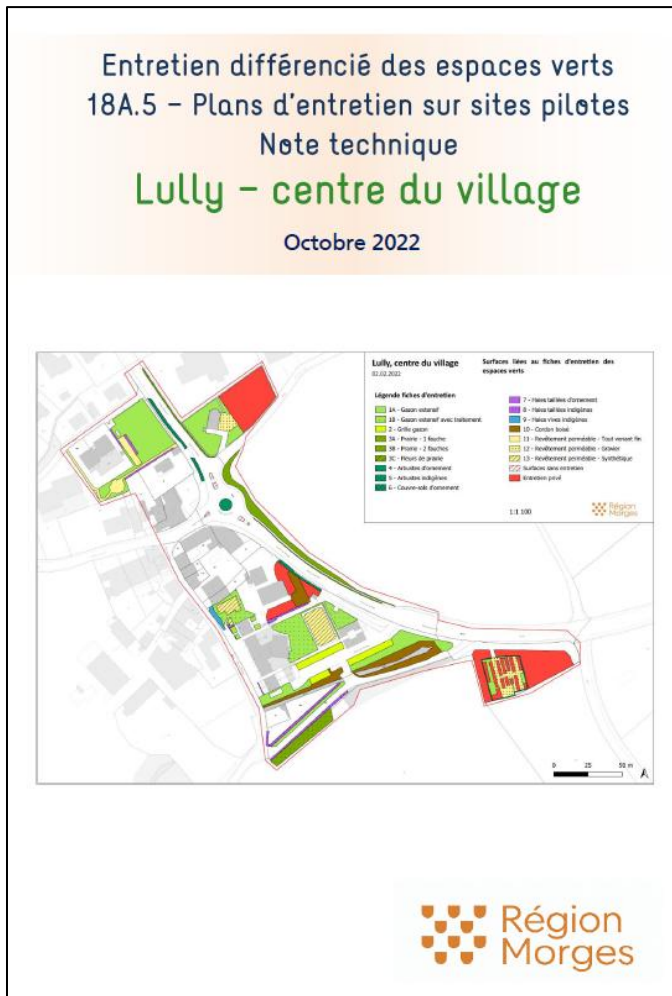 Entretien différencié des espaces verts
18A.5 – Plans d'entretien sur sites pilotes
Note technique
Lully – centre du village
Octobre 2022
Lully, centre du village
02.02.2022
Surfaces liées au fiches d'entretien des espaces verts
Légende fiches d'entretien
1A - Gazon extensif
1B - Gazon extensif avec traitement
2 - Grille gazon
3A - Prairie - 1 fauche
3B - Prairie - 2 fauches
3C - Fleurs de prairie
4 - Arbustes d'ornement
5 - Arbustes indigènes
6 - Couvre-sols d'ornement
7 - Haies taillées d'ornement
8 - Haies taillées indigènes
9 - Haies vives indigènes
10 - Cordon boisé
11 - Revêtement perméable - Tout venant fin
12 - Revêtement perméable - Gravier
13 - Revêtement perméable - Synthétique
Surfaces sans entretien
Entretien privé
1:1 100
Région
Morges
0 25 50 m
Région
Morges